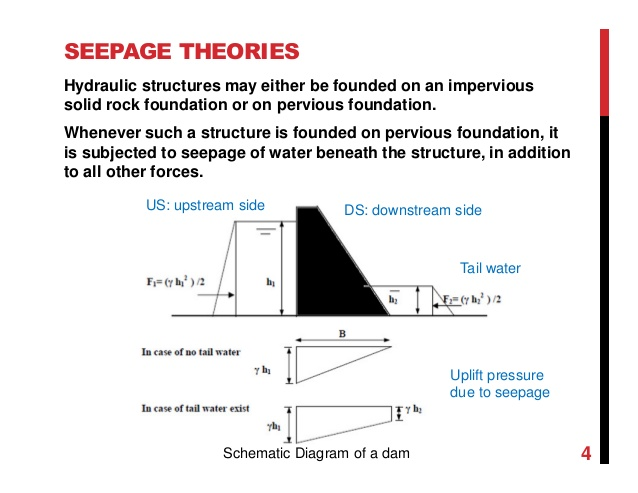 SEEPAGE THEORIES
Hydraulic structures may either be founded on an impervious
solid rock foundation or on pervious foundation.
Whenever such a structure is founded on pervious foundation, it
is subjected to seepage of water beneath the structure, in addition
to all other forces.
US: upstream side
DS: downstream side
Tail water
F₁= (γ h₁² ) /2
h₁
h₂
F₂= (γ h₂² ) /2
B
In case of no tail water
γ h₁
Uplift pressure
due to seepage
In case of tail water exist
γh₁
γ h₂
Schematic Diagram of a dam
4